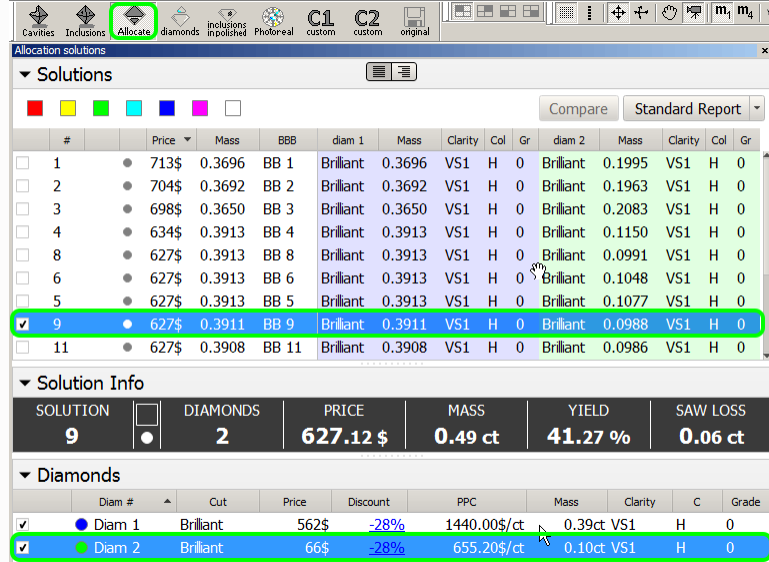 Cavities Inclusions Allocate diamonds inclusions in polished Photoreal C1 custom C2 custom original m1 m4
Allocation solutions
Solutions
Compare Standard Report
# Price Mass BBB diam 1 Mass Clarity Col Gr diam 2 Mass Clarity Col Gr
1 713$ 0.3696 BB 1 Brilliant 0.3696 VS1 H 0 Brilliant 0.1995 VS1 H 0
2 704$ 0.3692 BB 2 Brilliant 0.3692 VS1 H 0 Brilliant 0.1963 VS1 H 0
3 698$ 0.3650 BB 3 Brilliant 0.3650 VS1 H 0 Brilliant 0.2083 VS1 H 0
4 634$ 0.3913 BB 4 Brilliant 0.3913 VS1 H 0 Brilliant 0.1150 VS1 H 0
8 627$ 0.3913 BB 8 Brilliant 0.3913 VS1 H 0 Brilliant 0.0991 VS1 H 0
6 627$ 0.3913 BB 6 Brilliant 0.3913 VS1 H 0 Brilliant 0.1048 VS1 H 0
5 627$ 0.3913 BB 5 Brilliant 0.3913 VS1 H 0 Brilliant 0.1077 VS1 H 0
9 627$ 0.3911 BB 9 Brilliant 0.3911 VS1 H 0 Brilliant 0.0988 VS1 H 0
11 627$ 0.3908 BB 11 Brilliant 0.3908 VS1 H 0 Brilliant 0.0986 VS1 H 0
Solution Info
SOLUTION DIAMONDS PRICE MASS YIELD SAW LOSS
9 2 627.12 $ 0.49 ct 41.27 % 0.06 ct
Diamonds
Diam # Cut Price Discount PPC Mass Clarity C Grade
Diam 1 Brilliant 562$ -28% 1440.00$/ct 0.39ct VS1 H 0
Diam 2 Brilliant 66$ -28% 655.20$/ct 0.10ct VS1 H 0